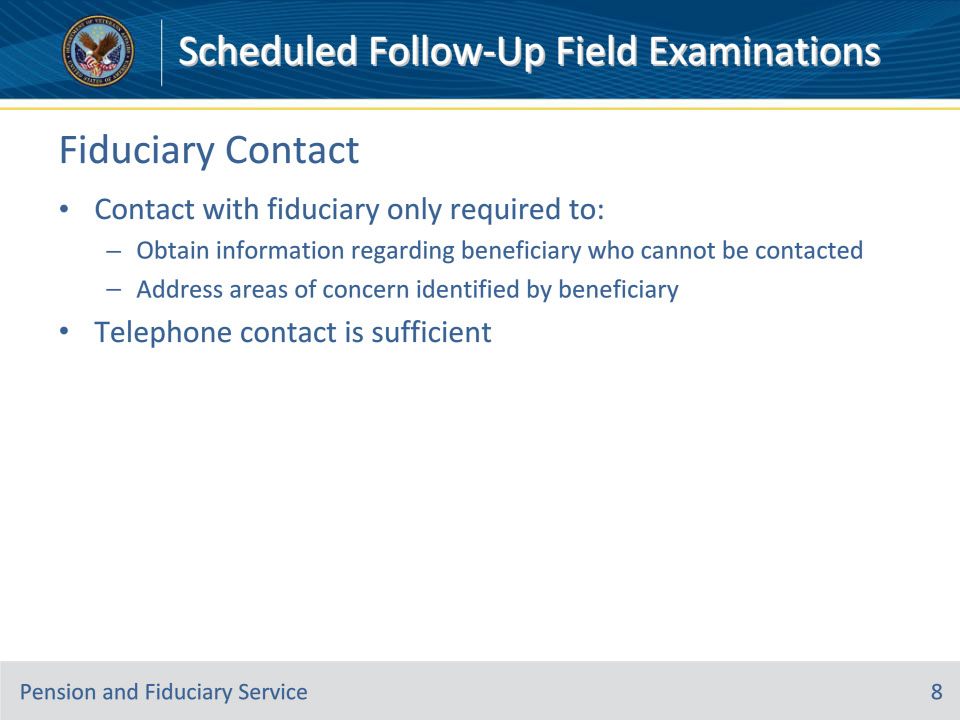 DEPARTMENT OF VETERANS AFFAIRS
UNITED STATES OF AMERICA
Scheduled Follow-Up Field Examinations
Fiduciary Contact
• Contact with fiduciary only required to:
– Obtain information regarding beneficiary who cannot be contacted
– Address areas of concern identified by beneficiary
• Telephone contact is sufficient
Pension and Fiduciary Service
8